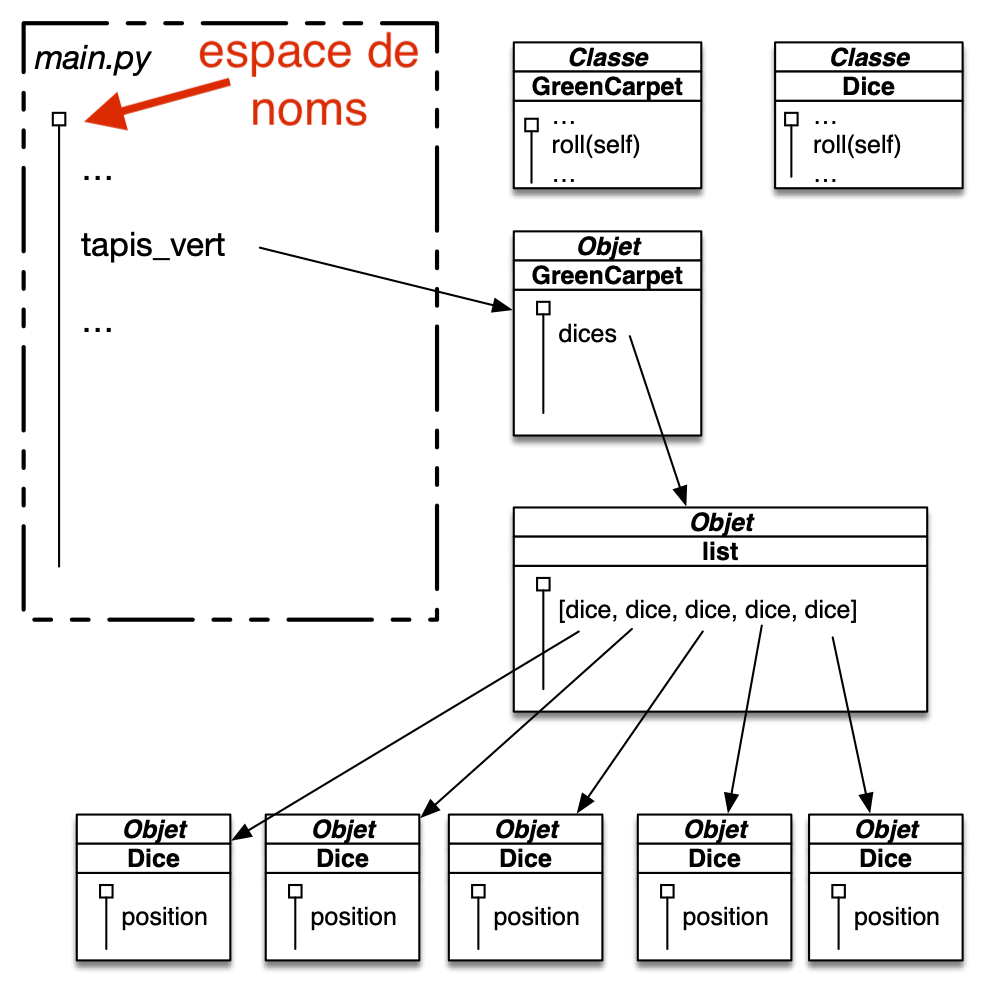 main.py
espace de
noms
...
tapis_vert
...
Classe
GreenCarpet
...
roll(self)
...
Classe
Dice
...
roll(self)
...
Objet
GreenCarpet
dices
Objet
list
[dice, dice, dice, dice, dice]
Objet
Dice
position
Objet
Dice
position
Objet
Dice
position
Objet
Dice
position
Objet
Dice
position